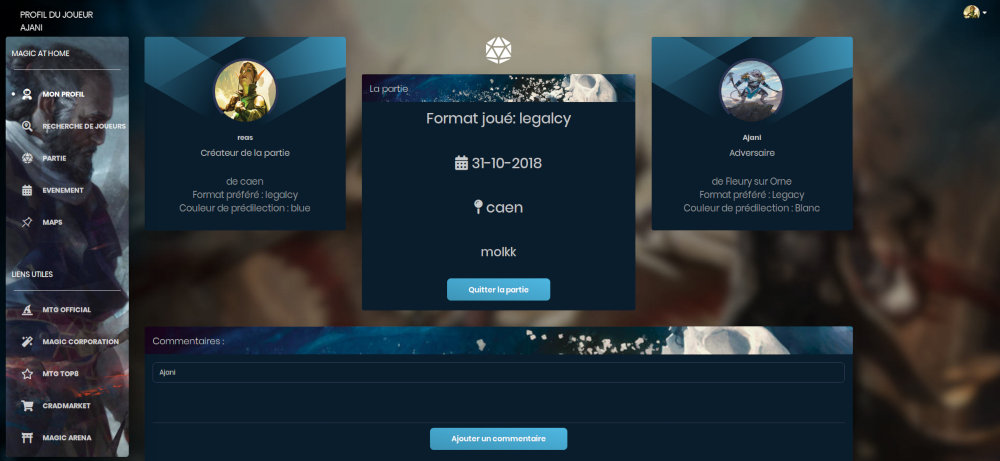 PROFIL DU JOUEUR
AJANI
MAGIC AT HOME
MON PROFIL
RECHERCHE DE JOUEURS
PARTIE
EVENEMENT
MAPS
LIENS UTILES
MTG OFFICIAL
MAGIC CORPORATION
MTG TOP8
CRADMARKET
MAGIC ARENA
reas
Créateur de la partie
de caen
Format préféré : legalcy
Couleur de prédilection : blue
La partie
Format joué: legalcy
31-10-2018
caen
molkk
Quitter la partie
Ajani
Adversaire
de Fleury sur Orne
Format préféré : Legacy
Couleur de prédilection : Blanc
Commentaires :
Ajani
Ajouter un commentaire